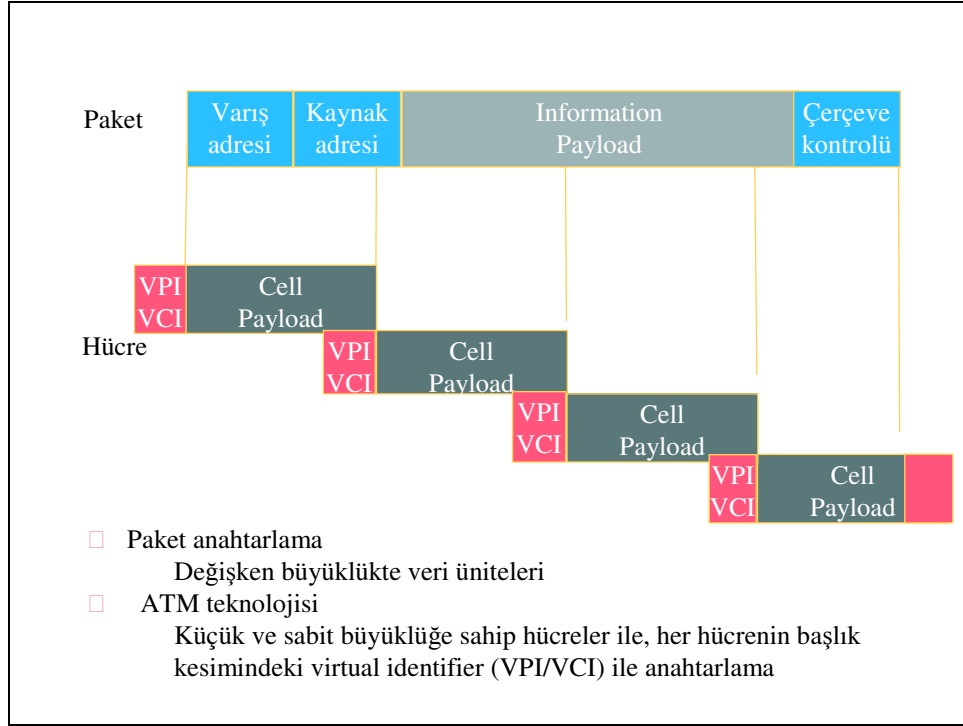 Paket
Varış
adresi
Kaynak
adresi
Information
Payload
Çerçeve
kontrolü
VPI
VCI
Cell
Payload
Hücre
VPI
VCI
Cell
Payload
VPI
VCI
Cell
Payload
VPI
VCI
Cell
Payload
Paket anahtarlama
Değişken büyüklükte veri üniteleri
ATM teknolojisi
Küçük ve sabit büyüklüğe sahip hücreler ile, her hücrenin başlık
kesimindeki virtual identifier (VPI/VCI) ile anahtarlama